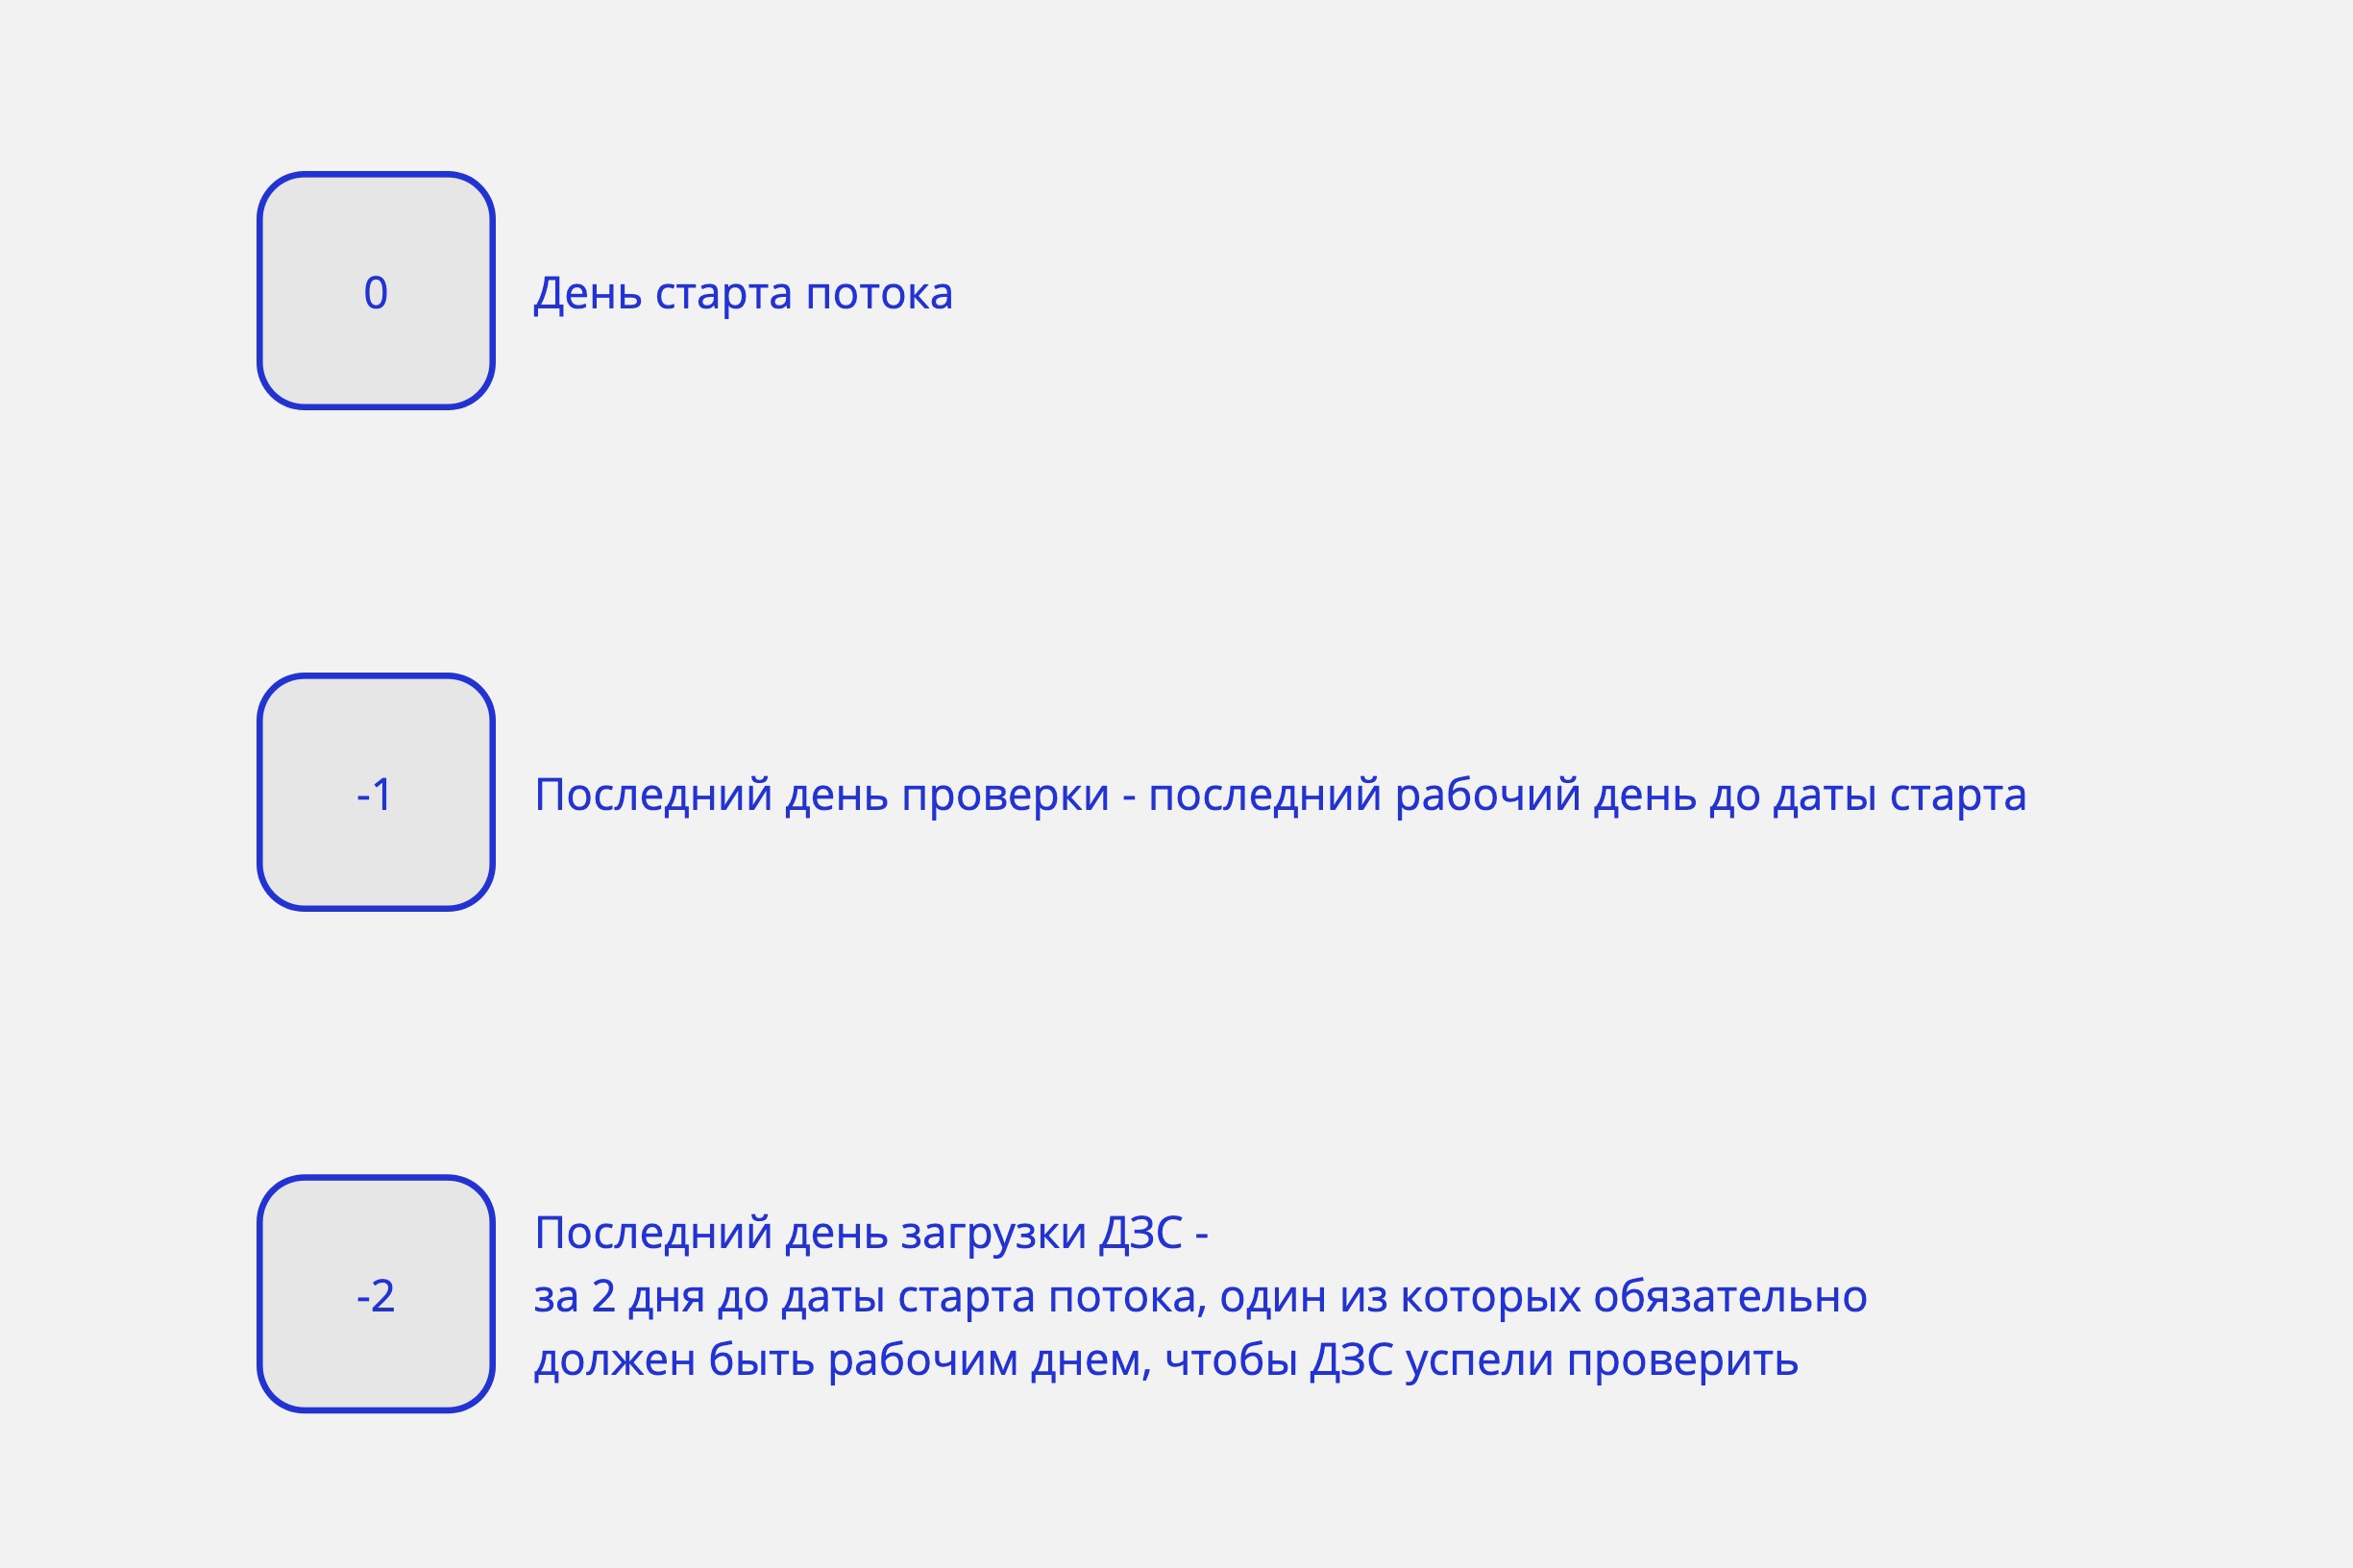 0
День старта потока
-1
Последний день проверки - последний рабочий день до даты старта
-2
Последний день загрузки ДЗС -
за 2 дня до даты старта потока, один из которых обязательно
должен быть рабочим днем, чтобы ДЗС успели проверить